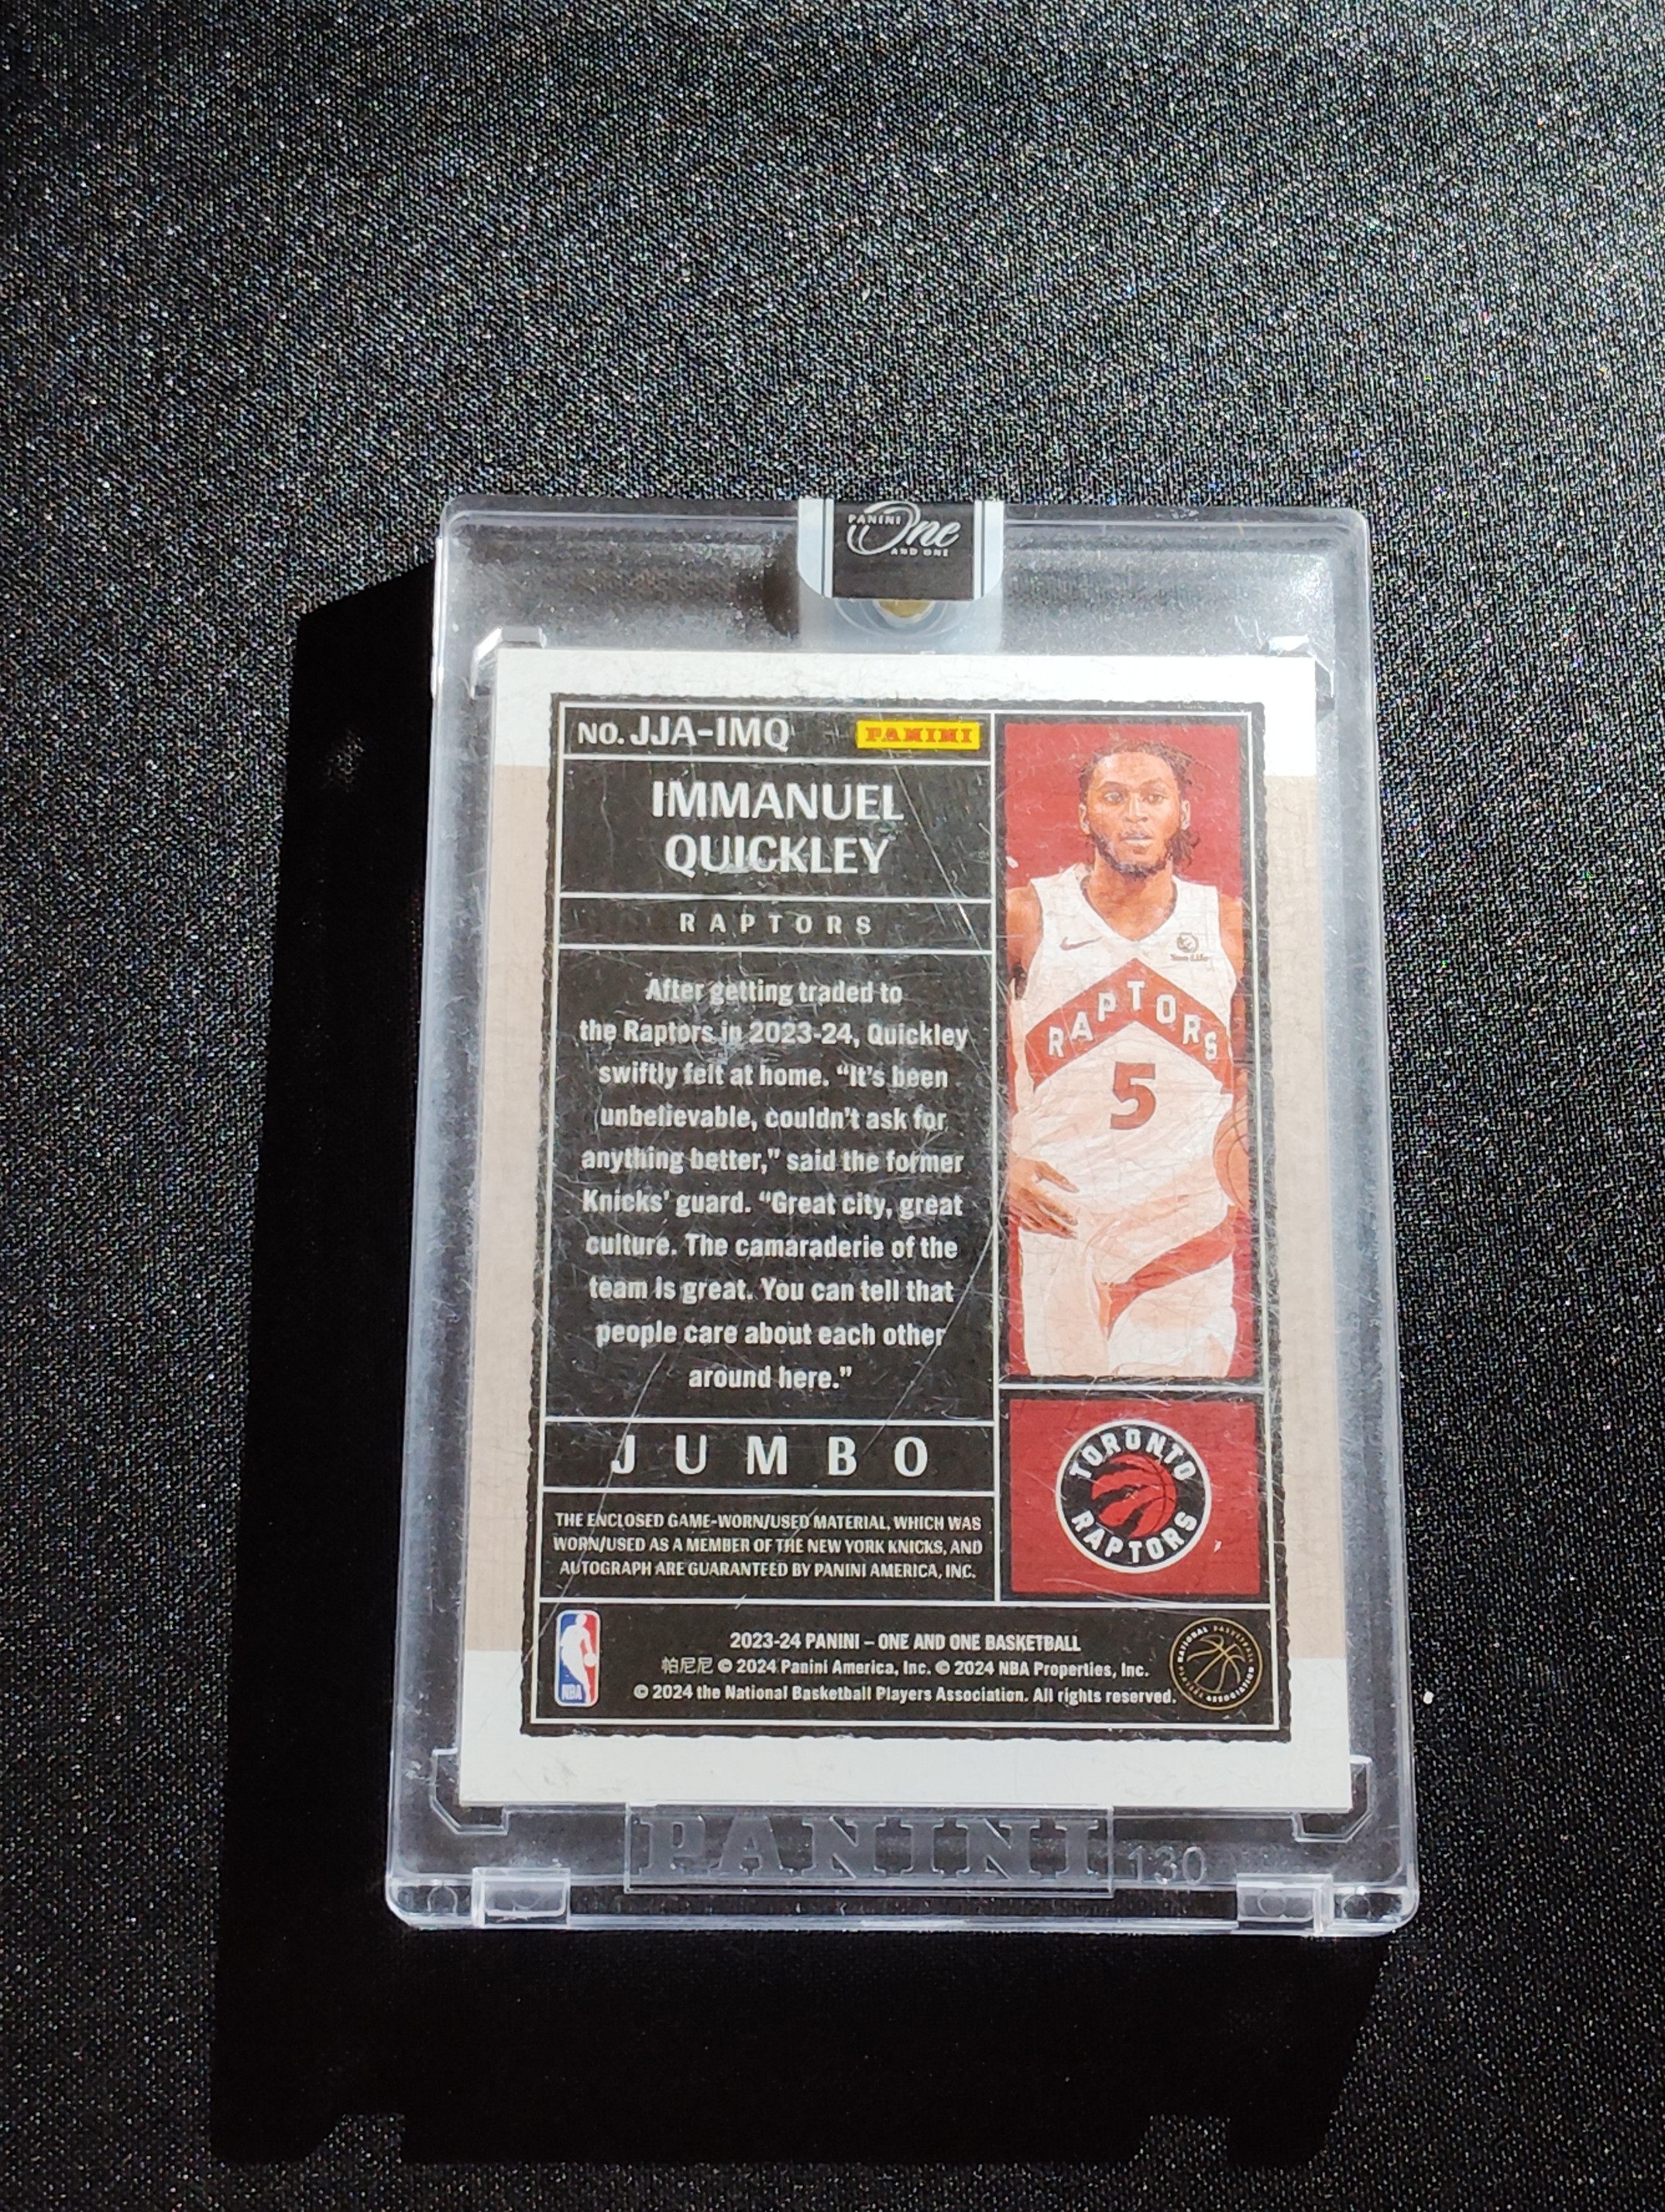 PANINI
One
AND ONE
NO. JJA-IMQ
PANINI
IMMANUEL
QUICKLEY
RAPTORS
After getting traded to
the Raptors in 2023-24, Quickley
swiftly felt at home. “It’s been
unbelievable, couldn’t ask for
anything better,” said the former
Knicks’ guard. “Great city, great
culture. The camaraderie of the
team is great. You can tell that
people care about each other
around here.”
JUMBO
THE ENCLOSED GAME-WORN/USED MATERIAL, WHICH WAS
WORN/USED AS A MEMBER OF THE NEW YORK KNICKS, AND
AUTOGRAPH ARE GUARANTEED BY PANINI AMERICA, INC.
Sun Life
RAPTORS
5
TORONTO
RAPTORS
NBA
2023-24 PANINI – ONE AND ONE BASKETBALL
帕尼尼 © 2024 Panini America, Inc. © 2024 NBA Properties, Inc.
© 2024 the National Basketball Players Association. All rights reserved.
NATIONAL BASKETBALL
PLAYERS ASSOCIATION
PANINI
130